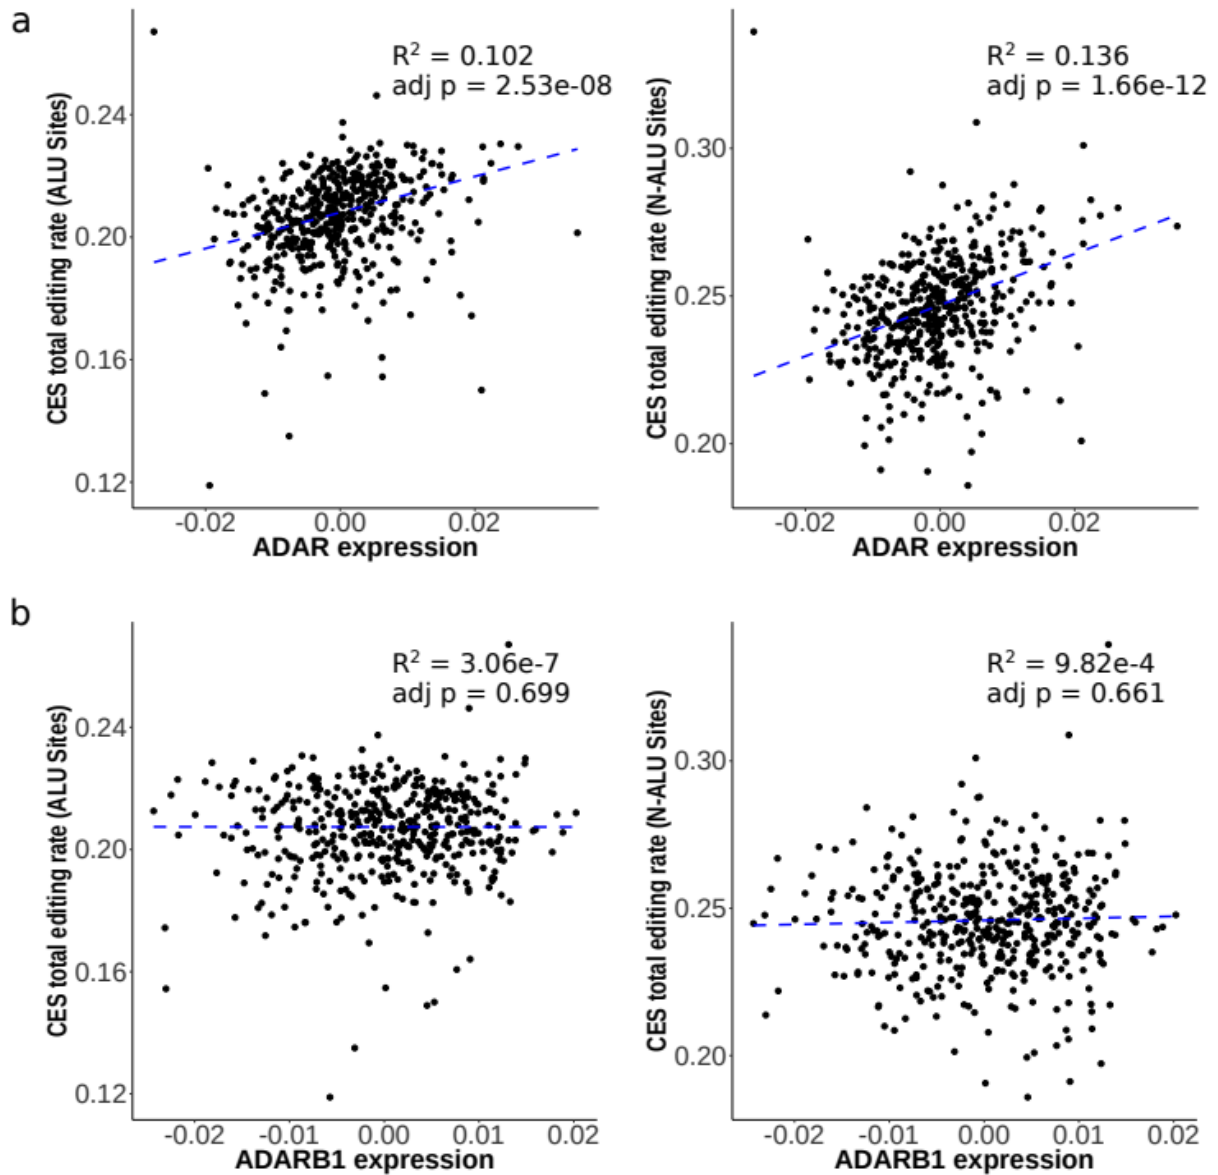 a
R² = 0.102
adj p = 2.53e-08
CES total editing rate (ALU Sites)
0.24
0.20
0.16
0.12
-0.02 0.00 0.02
ADAR expression
R² = 0.136
adj p = 1.66e-12
CES total editing rate (N-ALU Sites)
0.30
0.25
0.20
-0.02 0.00 0.02
ADAR expression
b
R² = 3.06e-7
adj p = 0.699
CES total editing rate (ALU Sites)
0.24
0.20
0.16
0.12
-0.02 -0.01 0.00 0.01 0.02
ADARB1 expression
R² = 9.82e-4
adj p = 0.661
CES total editing rate (N-ALU Sites)
0.30
0.25
0.20
-0.02 -0.01 0.00 0.01 0.02
ADARB1 expression